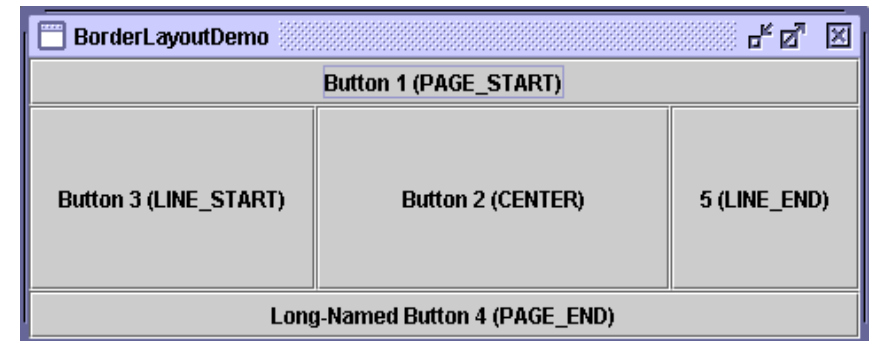 BorderLayoutDemo
Button 1 (PAGE_START)
Button 3 (LINE_START)
Button 2 (CENTER)
5 (LINE_END)
Long-Named Button 4 (PAGE_END)